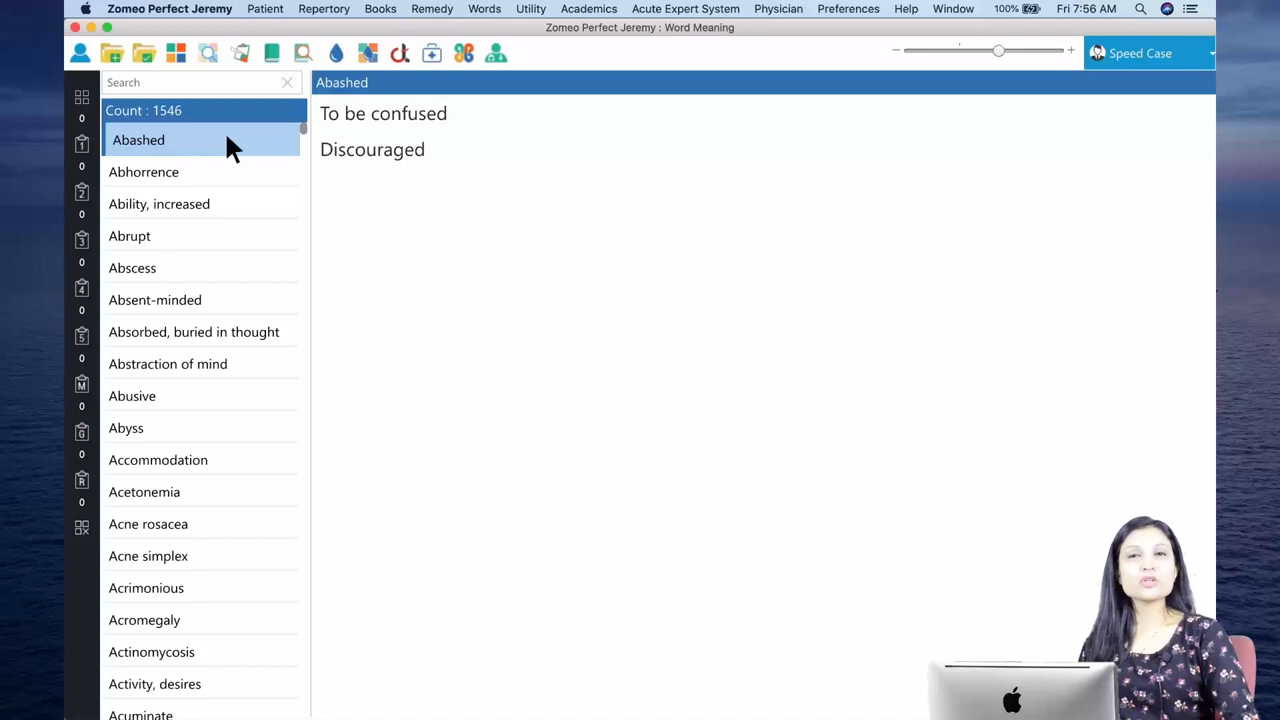 Zomeo Perfect Jeremy Patient Repertory Books Remedy Words Utility Academics Acute Expert System Physician Preferences Help Window 100% Fri 7:56 AM
Zomeo Perfect Jeremy : Word Meaning
Speed Case
Search
Abashed
Count : 1546
To be confused
Discouraged
Abashed
Abhorrence
Ability, increased
Abrupt
Abscess
Absent-minded
Absorbed, buried in thought
Abstraction of mind
Abusive
Abyss
Accommodation
Acetonemia
Acne rosacea
Acne simplex
Acrimonious
Acromegaly
Actinomycosis
Activity, desires
Acuminate
0
1
0
2
0
3
0
4
0
5
0
M
0
G
0
R
0